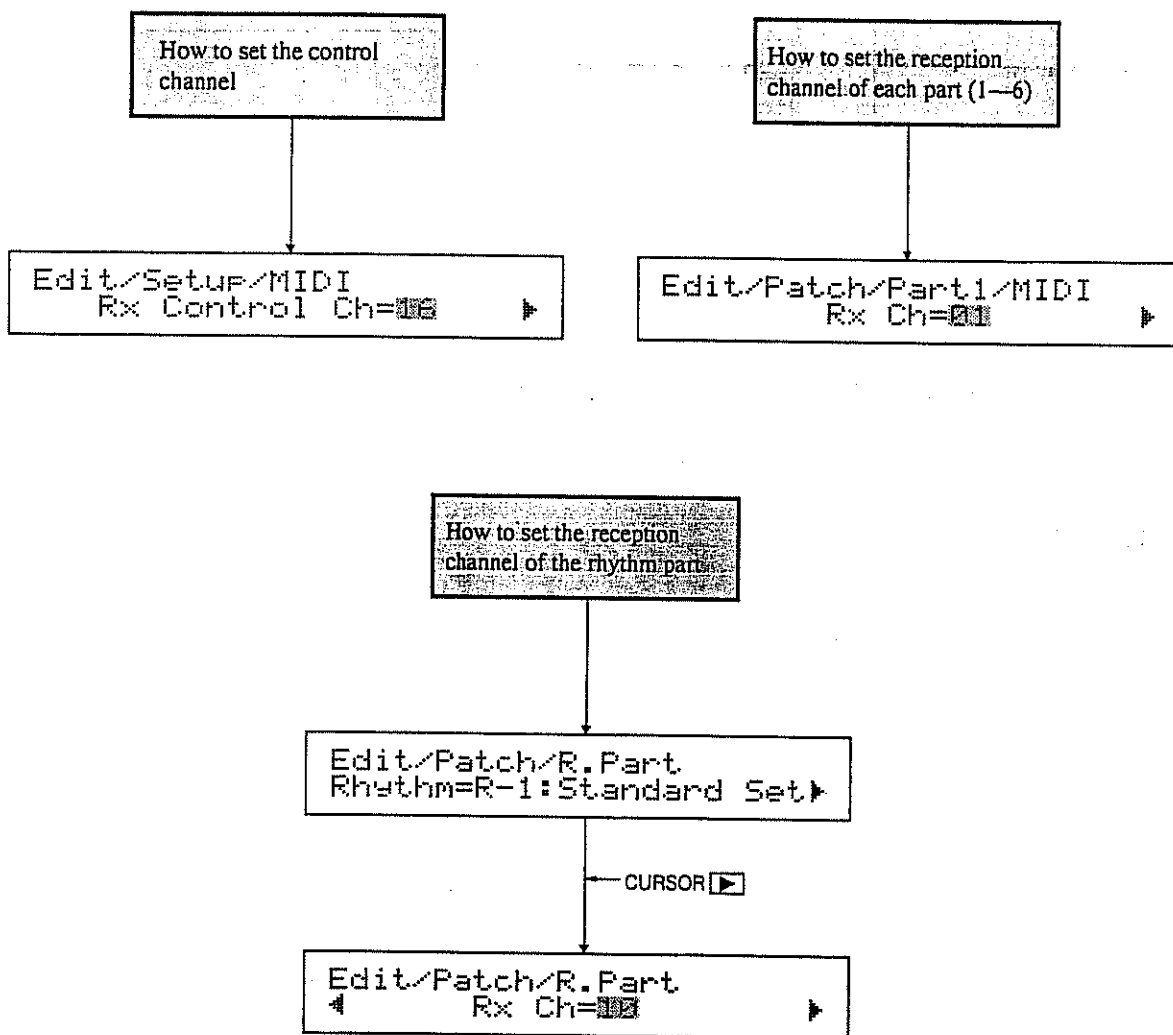 How to set the control
channel
How to set the reception
channel of each part (1—6)
Edit/Setup/MIDI
Rx Control Ch=16
Edit/Patch/Part1/MIDI
Rx Ch=01
How to set the reception
channel of the rhythm part
Edit/Patch/R.Part
Rhythm=R-1:Standard Set
CURSOR
Edit/Patch/R.Part
Rx Ch=10